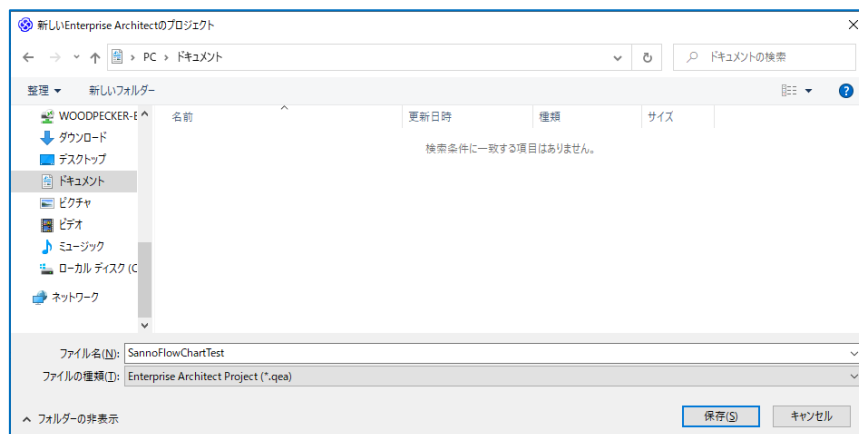 新しいEnterprise Architectのプロジェクト
PC › ドキュメント
ドキュメントの検索
整理 新しいフォルダー
WOODPECKER-E
ダウンロード
デスクトップ
ドキュメント
ピクチャ
ビデオ
ミュージック
ローカル ディスク (C
ネットワーク
名前 更新日時 種類 サイズ
検索条件に一致する項目はありません。
ファイル名(N): SannoFlowChartTest
ファイルの種類(T): Enterprise Architect Project (*.qea)
フォルダーの非表示
保存(S) キャンセル